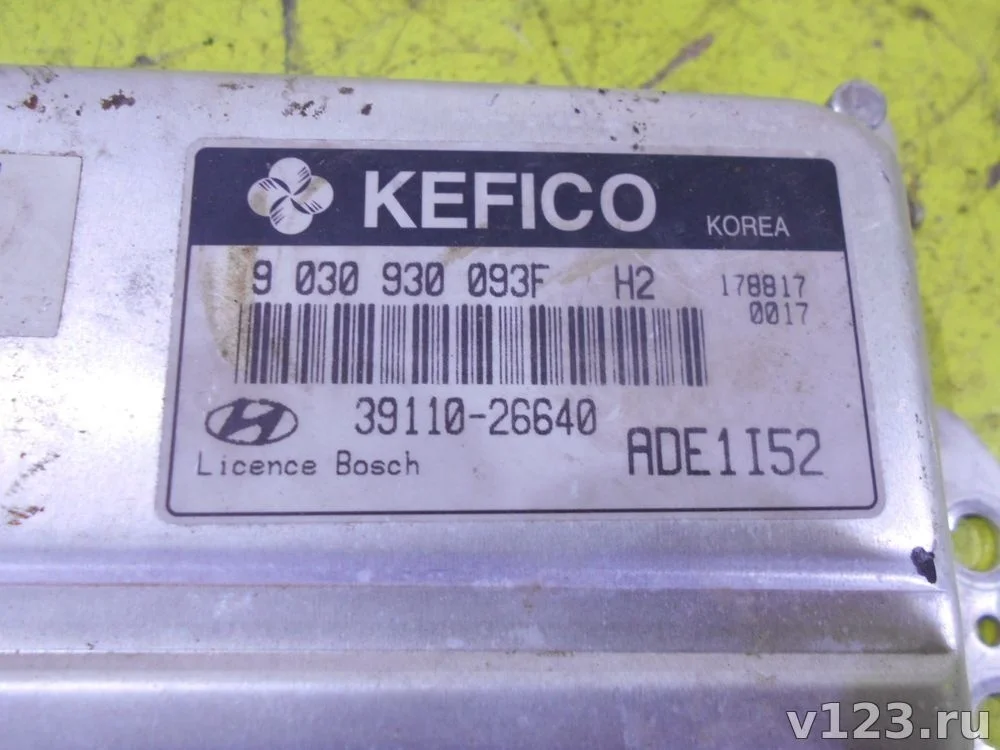 KEFICO
KOREA
9 030 930 093F H2 178817
0017
39110-26640
Licence Bosch ADE1I52
v123.ru